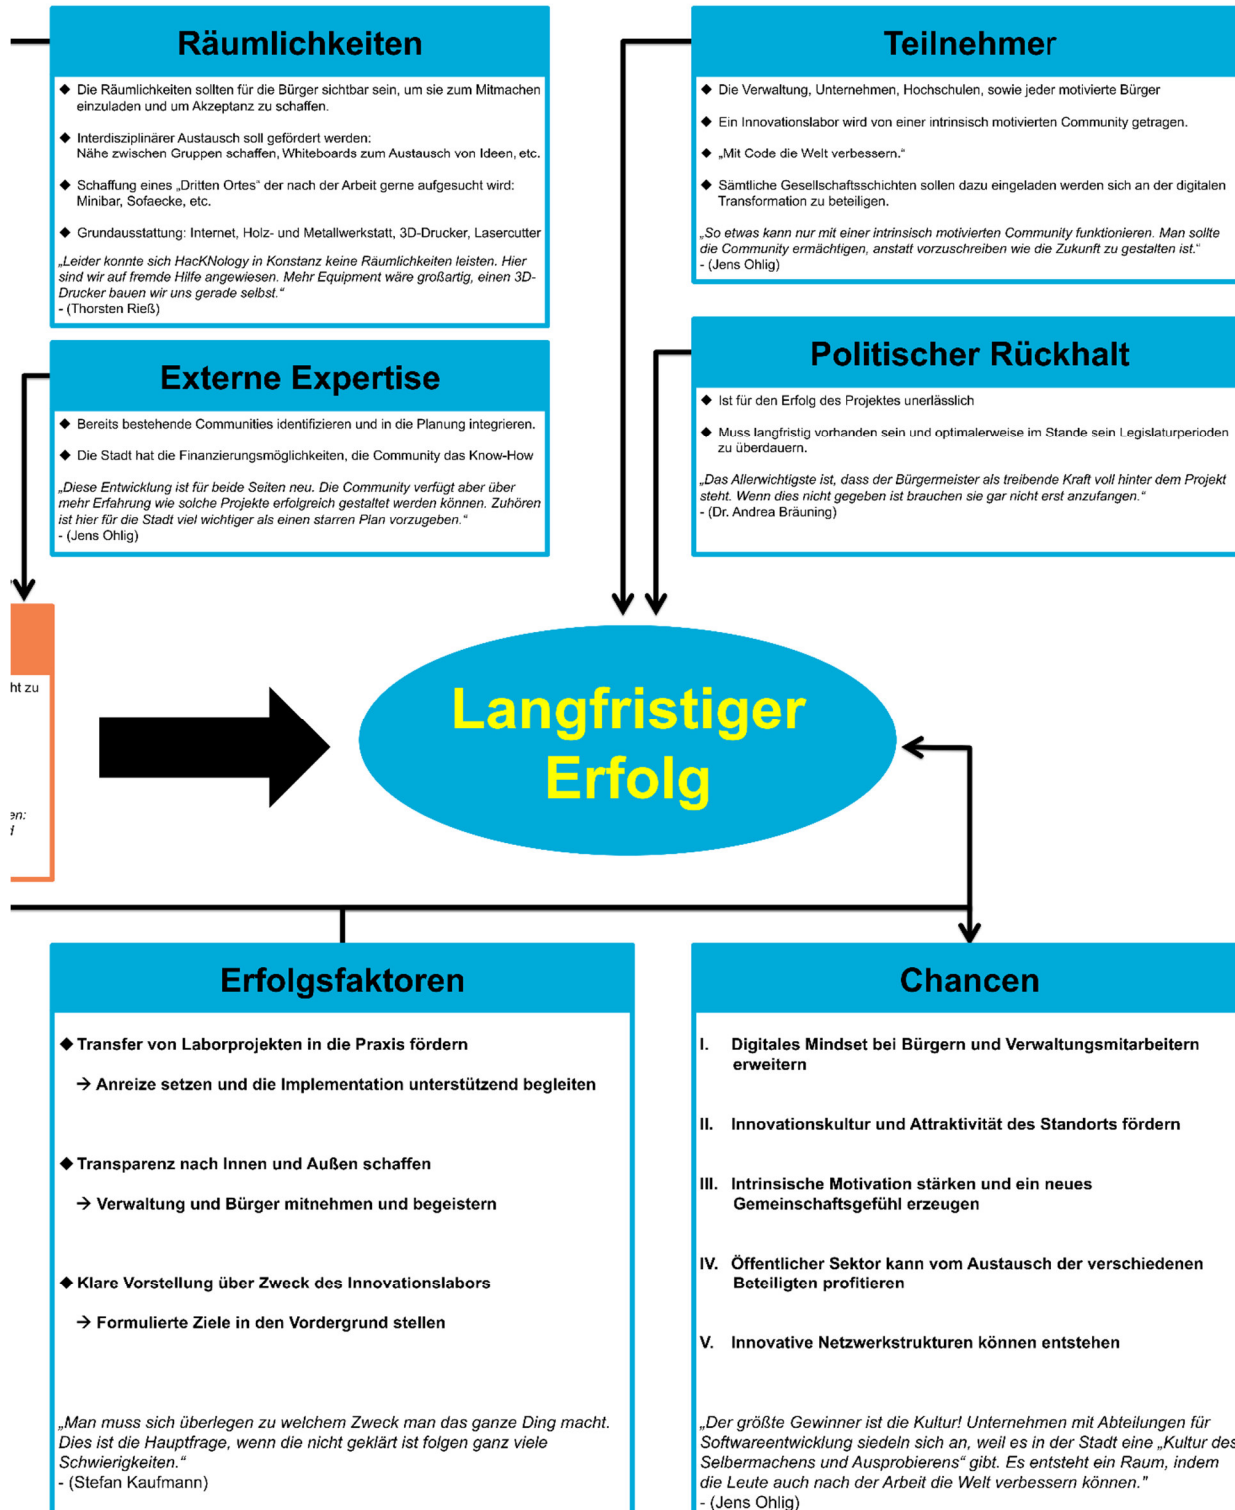 Räumlichkeiten
◆ Die Räumlichkeiten sollten für die Bürger sichtbar sein, um sie zum Mitmachen
einzuladen und um Akzeptanz zu schaffen.
◆ Interdisziplinärer Austausch soll gefördert werden:
Nähe zwischen Gruppen schaffen, Whiteboards zum Austausch von Ideen, etc.
◆ Schaffung eines „Dritten Ortes“ der nach der Arbeit gerne aufgesucht wird:
Minibar, Sofaecke, etc.
◆ Grundausstattung: Internet, Holz- und Metallwerkstatt, 3D-Drucker, Lasercutter
„Leider konnte sich HacKNology in Konstanz keine Räumlichkeiten leisten. Hier
sind wir auf fremde Hilfe angewiesen. Mehr Equipment wäre großartig, einen 3D-
Drucker bauen wir uns gerade selbst.“
- (Thorsten Rieß)
Teilnehmer
◆ Die Verwaltung, Unternehmen, Hochschulen, sowie jeder motivierte Bürger
◆ Ein Innovationslabor wird von einer intrinsisch motivierten Community getragen.
◆ „Mit Code die Welt verbessern.“
◆ Sämtliche Gesellschaftsschichten sollen dazu eingeladen werden sich an der digitalen
Transformation zu beteiligen.
„So etwas kann nur mit einer intrinsisch motivierten Community funktionieren. Man sollte
die Community ermächtigen, anstatt vorzuschreiben wie die Zukunft zu gestalten ist.“
- (Jens Ohlig)
Externe Expertise
◆ Bereits bestehende Communities identifizieren und in die Planung integrieren.
◆ Die Stadt hat die Finanzierungsmöglichkeiten, die Community das Know-How
„Diese Entwicklung ist für beide Seiten neu. Die Community verfügt aber über
mehr Erfahrung wie solche Projekte erfolgreich gestaltet werden können. Zuhören
ist hier für die Stadt viel wichtiger als einen starren Plan vorzugeben.“
- (Jens Ohlig)
Politischer Rückhalt
◆ Ist für den Erfolg des Projektes unerlässlich
◆ Muss langfristig vorhanden sein und optimalerweise im Stande sein Legislaturperioden
zu überdauern.
„Das Allerwichtigste ist, dass der Bürgermeister als treibende Kraft voll hinter dem Projekt
steht. Wenn dies nicht gegeben ist brauchen sie gar nicht erst anzufangen.“
- (Dr. Andrea Bräuning)
zu
Langfristiger
Erfolg
Erfolgsfaktoren
◆ Transfer von Laborprojekten in die Praxis fördern
→ Anreize setzen und die Implementation unterstützend begleiten
◆ Transparenz nach Innen und Außen schaffen
→ Verwaltung und Bürger mitnehmen und begeistern
◆ Klare Vorstellung über Zweck des Innovationslabors
→ Formulierte Ziele in den Vordergrund stellen
„Man muss sich überlegen zu welchem Zweck man das ganze Ding macht.
Dies ist die Hauptfrage, wenn die nicht geklärt ist folgen ganz viele
Schwierigkeiten.“
- (Stefan Kaufmann)
Chancen
I. Digitales Mindset bei Bürgern und Verwaltungsmitarbeitern
erweitern
II. Innovationskultur und Attraktivität des Standorts fördern
III. Intrinsische Motivation stärken und ein neues
Gemeinschaftsgefühl erzeugen
IV. Öffentlicher Sektor kann vom Austausch der verschiedenen
Beteiligten profitieren
V. Innovative Netzwerkstrukturen können entstehen
„Der größte Gewinner ist die Kultur! Unternehmen mit Abteilungen für
Softwareentwicklung siedeln sich an, weil es in der Stadt eine „Kultur des
Selbermachens und Ausprobierens“ gibt. Es entsteht ein Raum, indem
die Leute auch nach der Arbeit die Welt verbessern können."
- (Jens Ohlig)